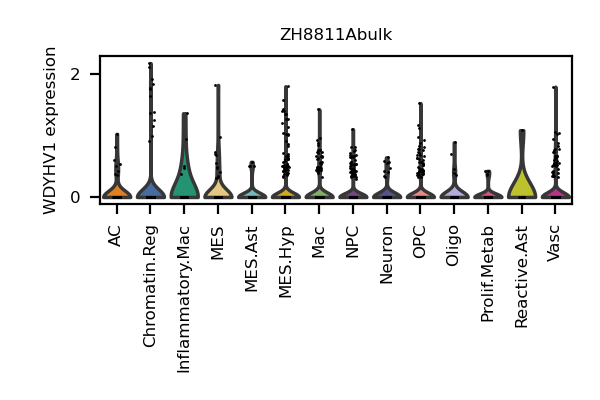 ZH8811Abulk
WDYHV1 expression
2
0
AC
Chromatin.Reg
Inflammatory.Mac
MES
MES.Ast
MES.Hyp
Mac
NPC
Neuron
OPC
Oligo
Prolif.Metab
Reactive.Ast
Vasc